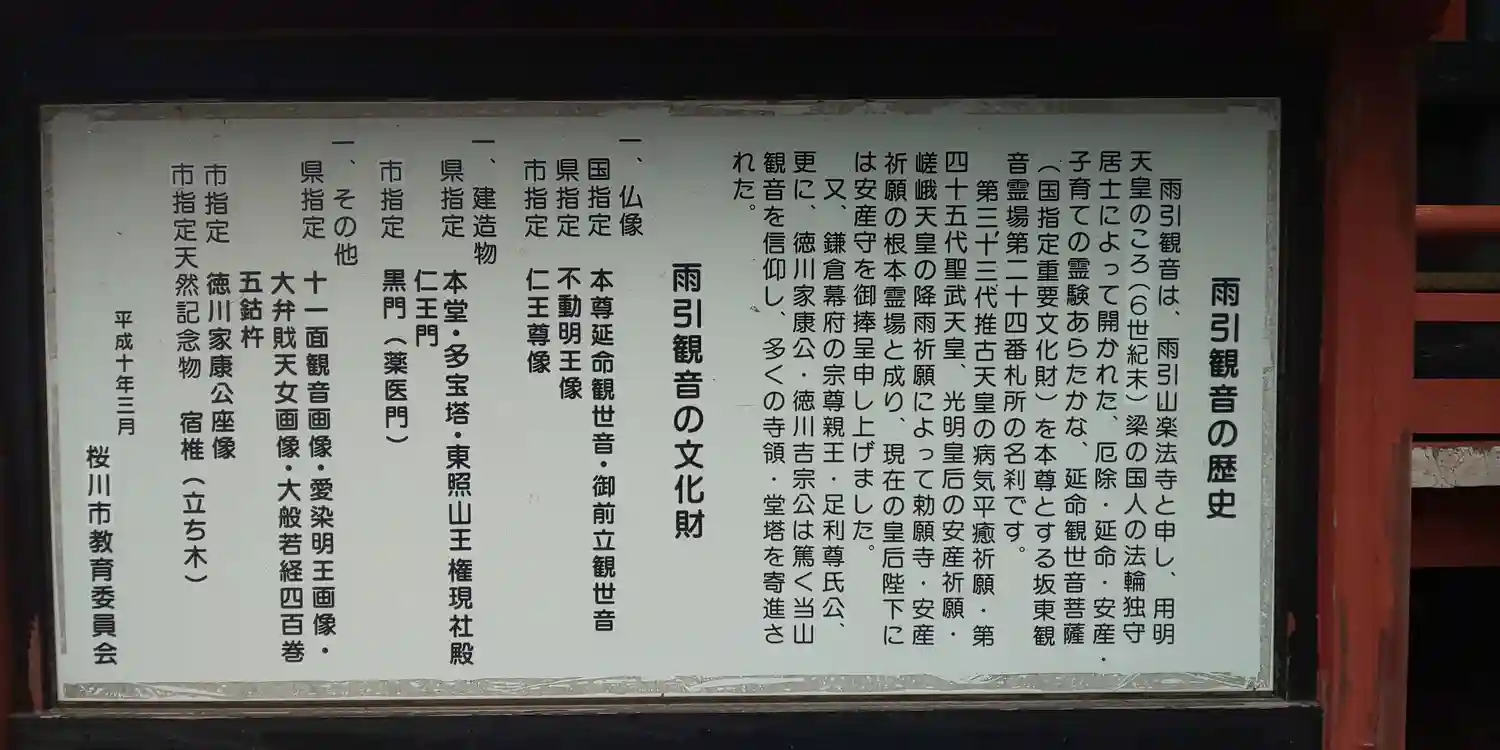 雨引観音の歴史
雨引観音は、雨引山楽法寺と申し、用明
天皇のころ(6世紀末)梁の国人の法輪独守
居士によって開かれた、厄除・延命・安産・
子育ての霊験あらたかな、延命観世音菩薩
(国指定重要文化財)を本尊とする坂東観
音霊場第二十四番札所の名刹です。
第三十三代推古天皇の病気平癒祈願・第
四十五代聖武天皇、光明皇后の安産祈願・
嵯峨天皇の降雨祈願によって勅願寺・安産
祈願の根本霊場と成り、現在の皇后陛下に
は安産守を御捧呈申し上げました。
又、鎌倉幕府の宗尊親王・足利尊氏公、
更に、徳川家康公・徳川吉宗公は篤く当山
観音を信仰し、多くの寺領・堂塔を寄進さ
れた。
雨引観音の文化財
一、仏像
国指定 本尊延命観世音・御前立観世音
県指定 不動明王像
市指定 仁王尊像
一、建造物
県指定 本堂・多宝塔・東照山王権現社殿
仁王門
市指定 黒門(薬医門)
一、その他
県指定 十一面観音画像・愛染明王画像・
大弁戝天女画像・大般若経四百巻
五鈷杵
市指定 徳川家康公座像
市指定天然記念物 宿椎(立ち木)
平成十年三月
桜川市教育委員会